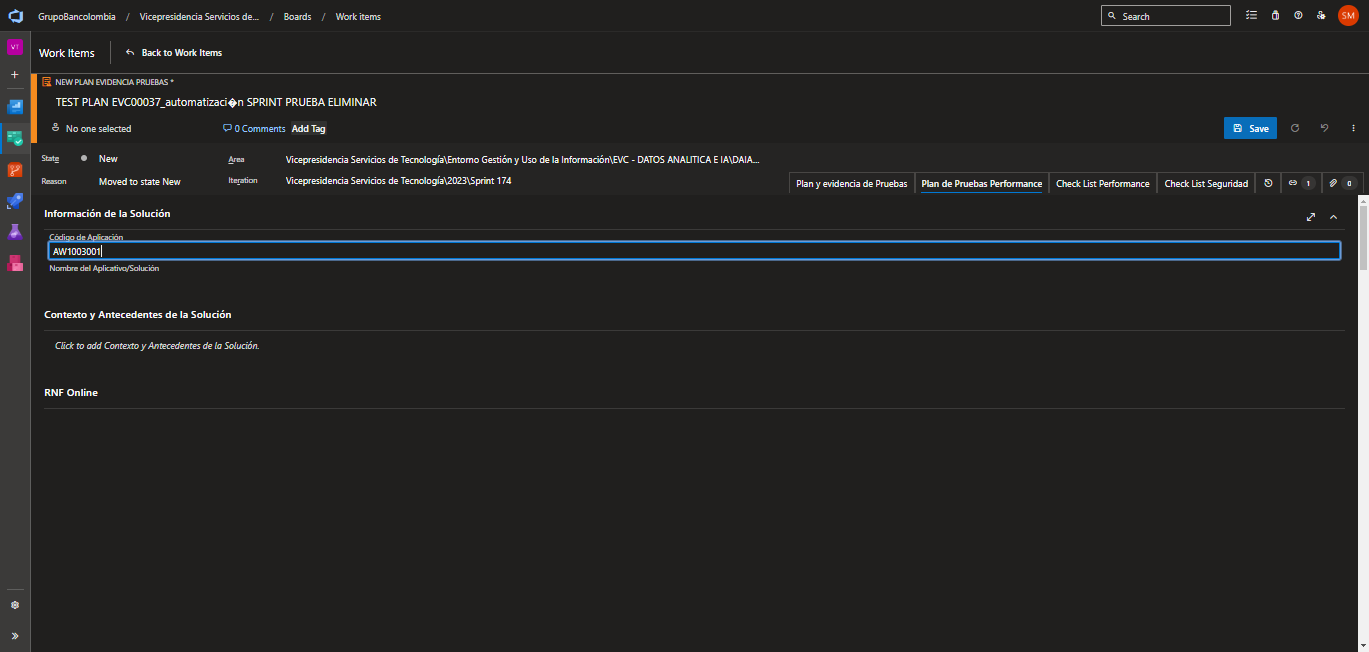 GrupoBancolombia / Vicepresidencia Servicios de... / Boards / Work items
Search
SM
VT
Work Items
Back to Work Items
NEW PLAN EVIDENCIA PRUEBAS *
TEST PLAN EVC00037_automatizaci�n SPRINT PRUEBA ELIMINAR
No one selected
0 Comments
Add Tag
Save
State
New
Area
Vicepresidencia Servicios de Tecnología\Entorno Gestión y Uso de la Información\EVC - DATOS ANALITICA E IA\DAIA...
Reason
Moved to state New
Iteration
Vicepresidencia Servicios de Tecnología\2023\Sprint 174
Plan y evidencia de Pruebas
Plan de Pruebas Performance
Check List Performance
Check List Seguridad
1
0
Información de la Solución
Código de Aplicación
AW1003001
Nombre del Aplicativo/Solución
Contexto y Antecedentes de la Solución
Click to add Contexto y Antecedentes de la Solución.
RNF Online